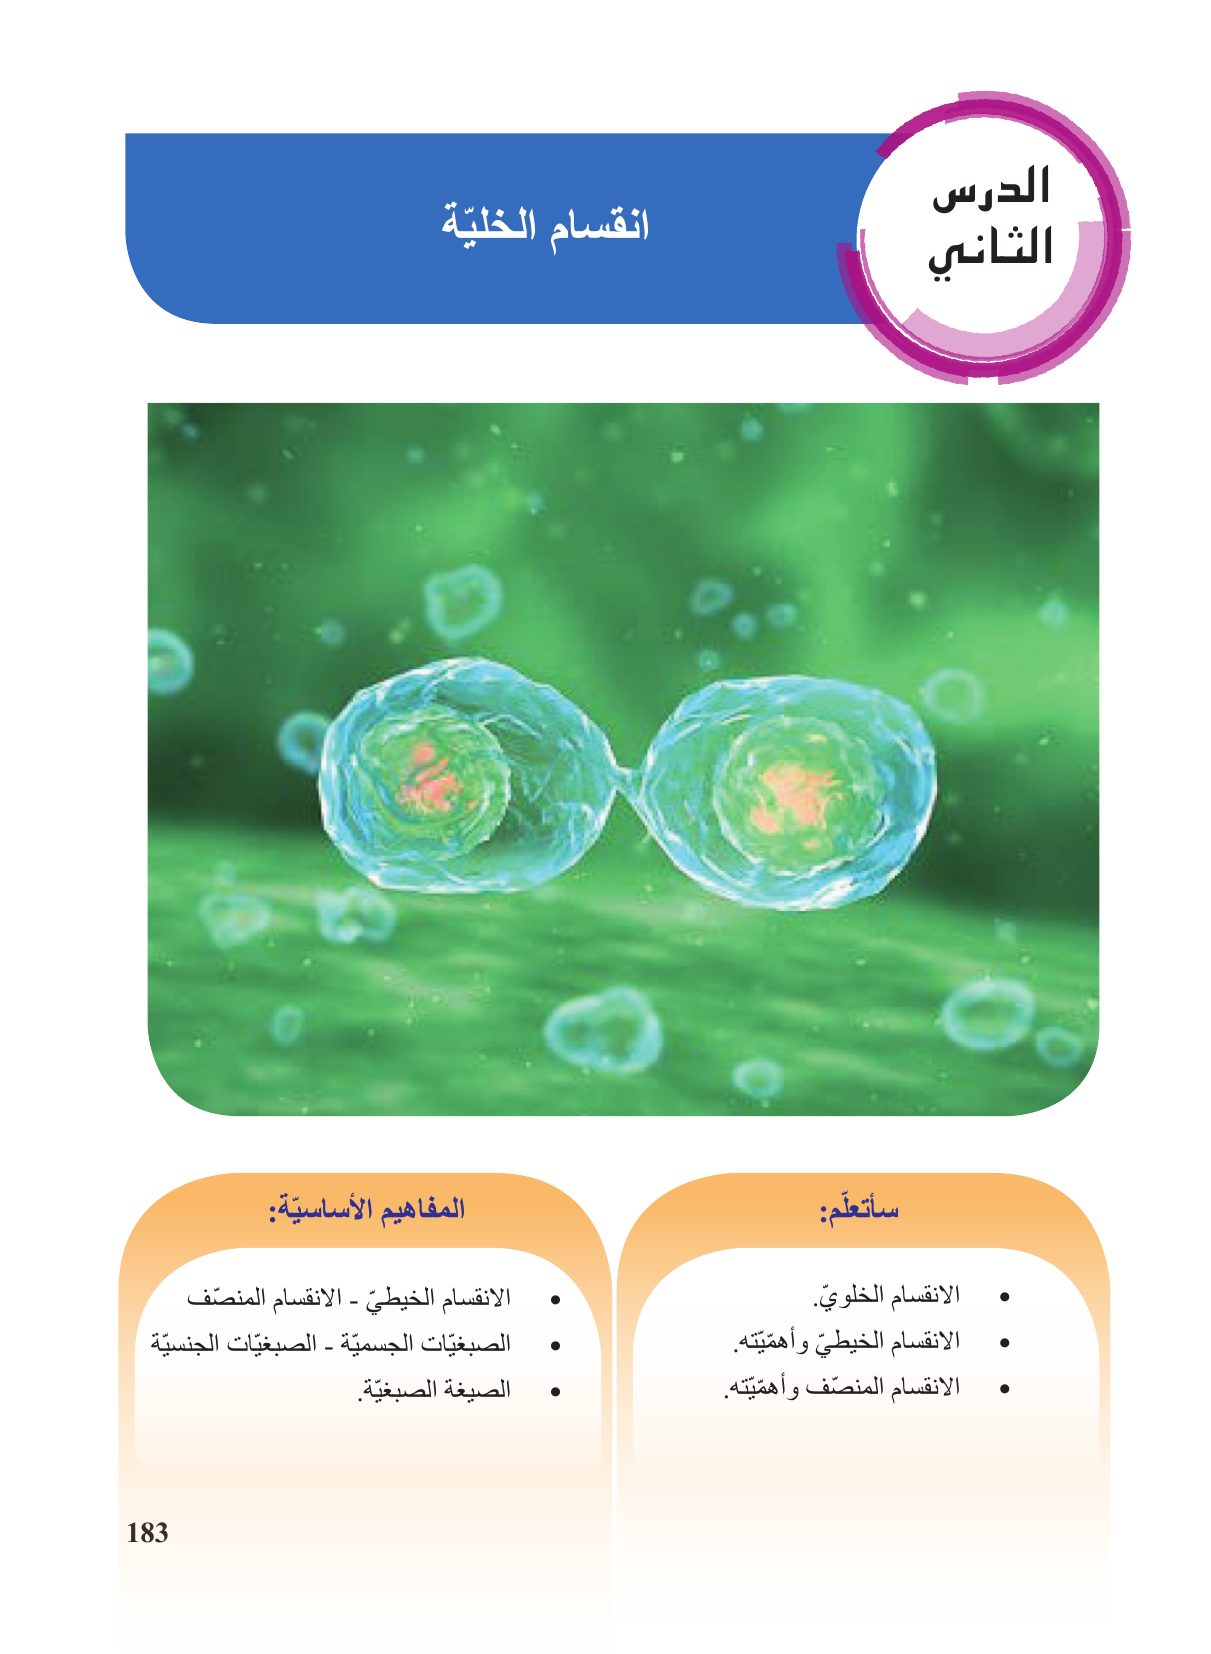 الدرس
الثاني
انقسام الخليّة
سأتعلّم:
• الانقسام الخلويّ.
• الانقسام الخيطيّ وأهمّيّته.
• الانقسام المنصّف وأهمّيّته.
المفاهيم الأساسيّة:
• الانقسام الخيطيّ - الانقسام المنصّف
• الصبغيّات الجسميّة - الصبغيّات الجنسيّة
• الصيغة الصبغيّة.
183